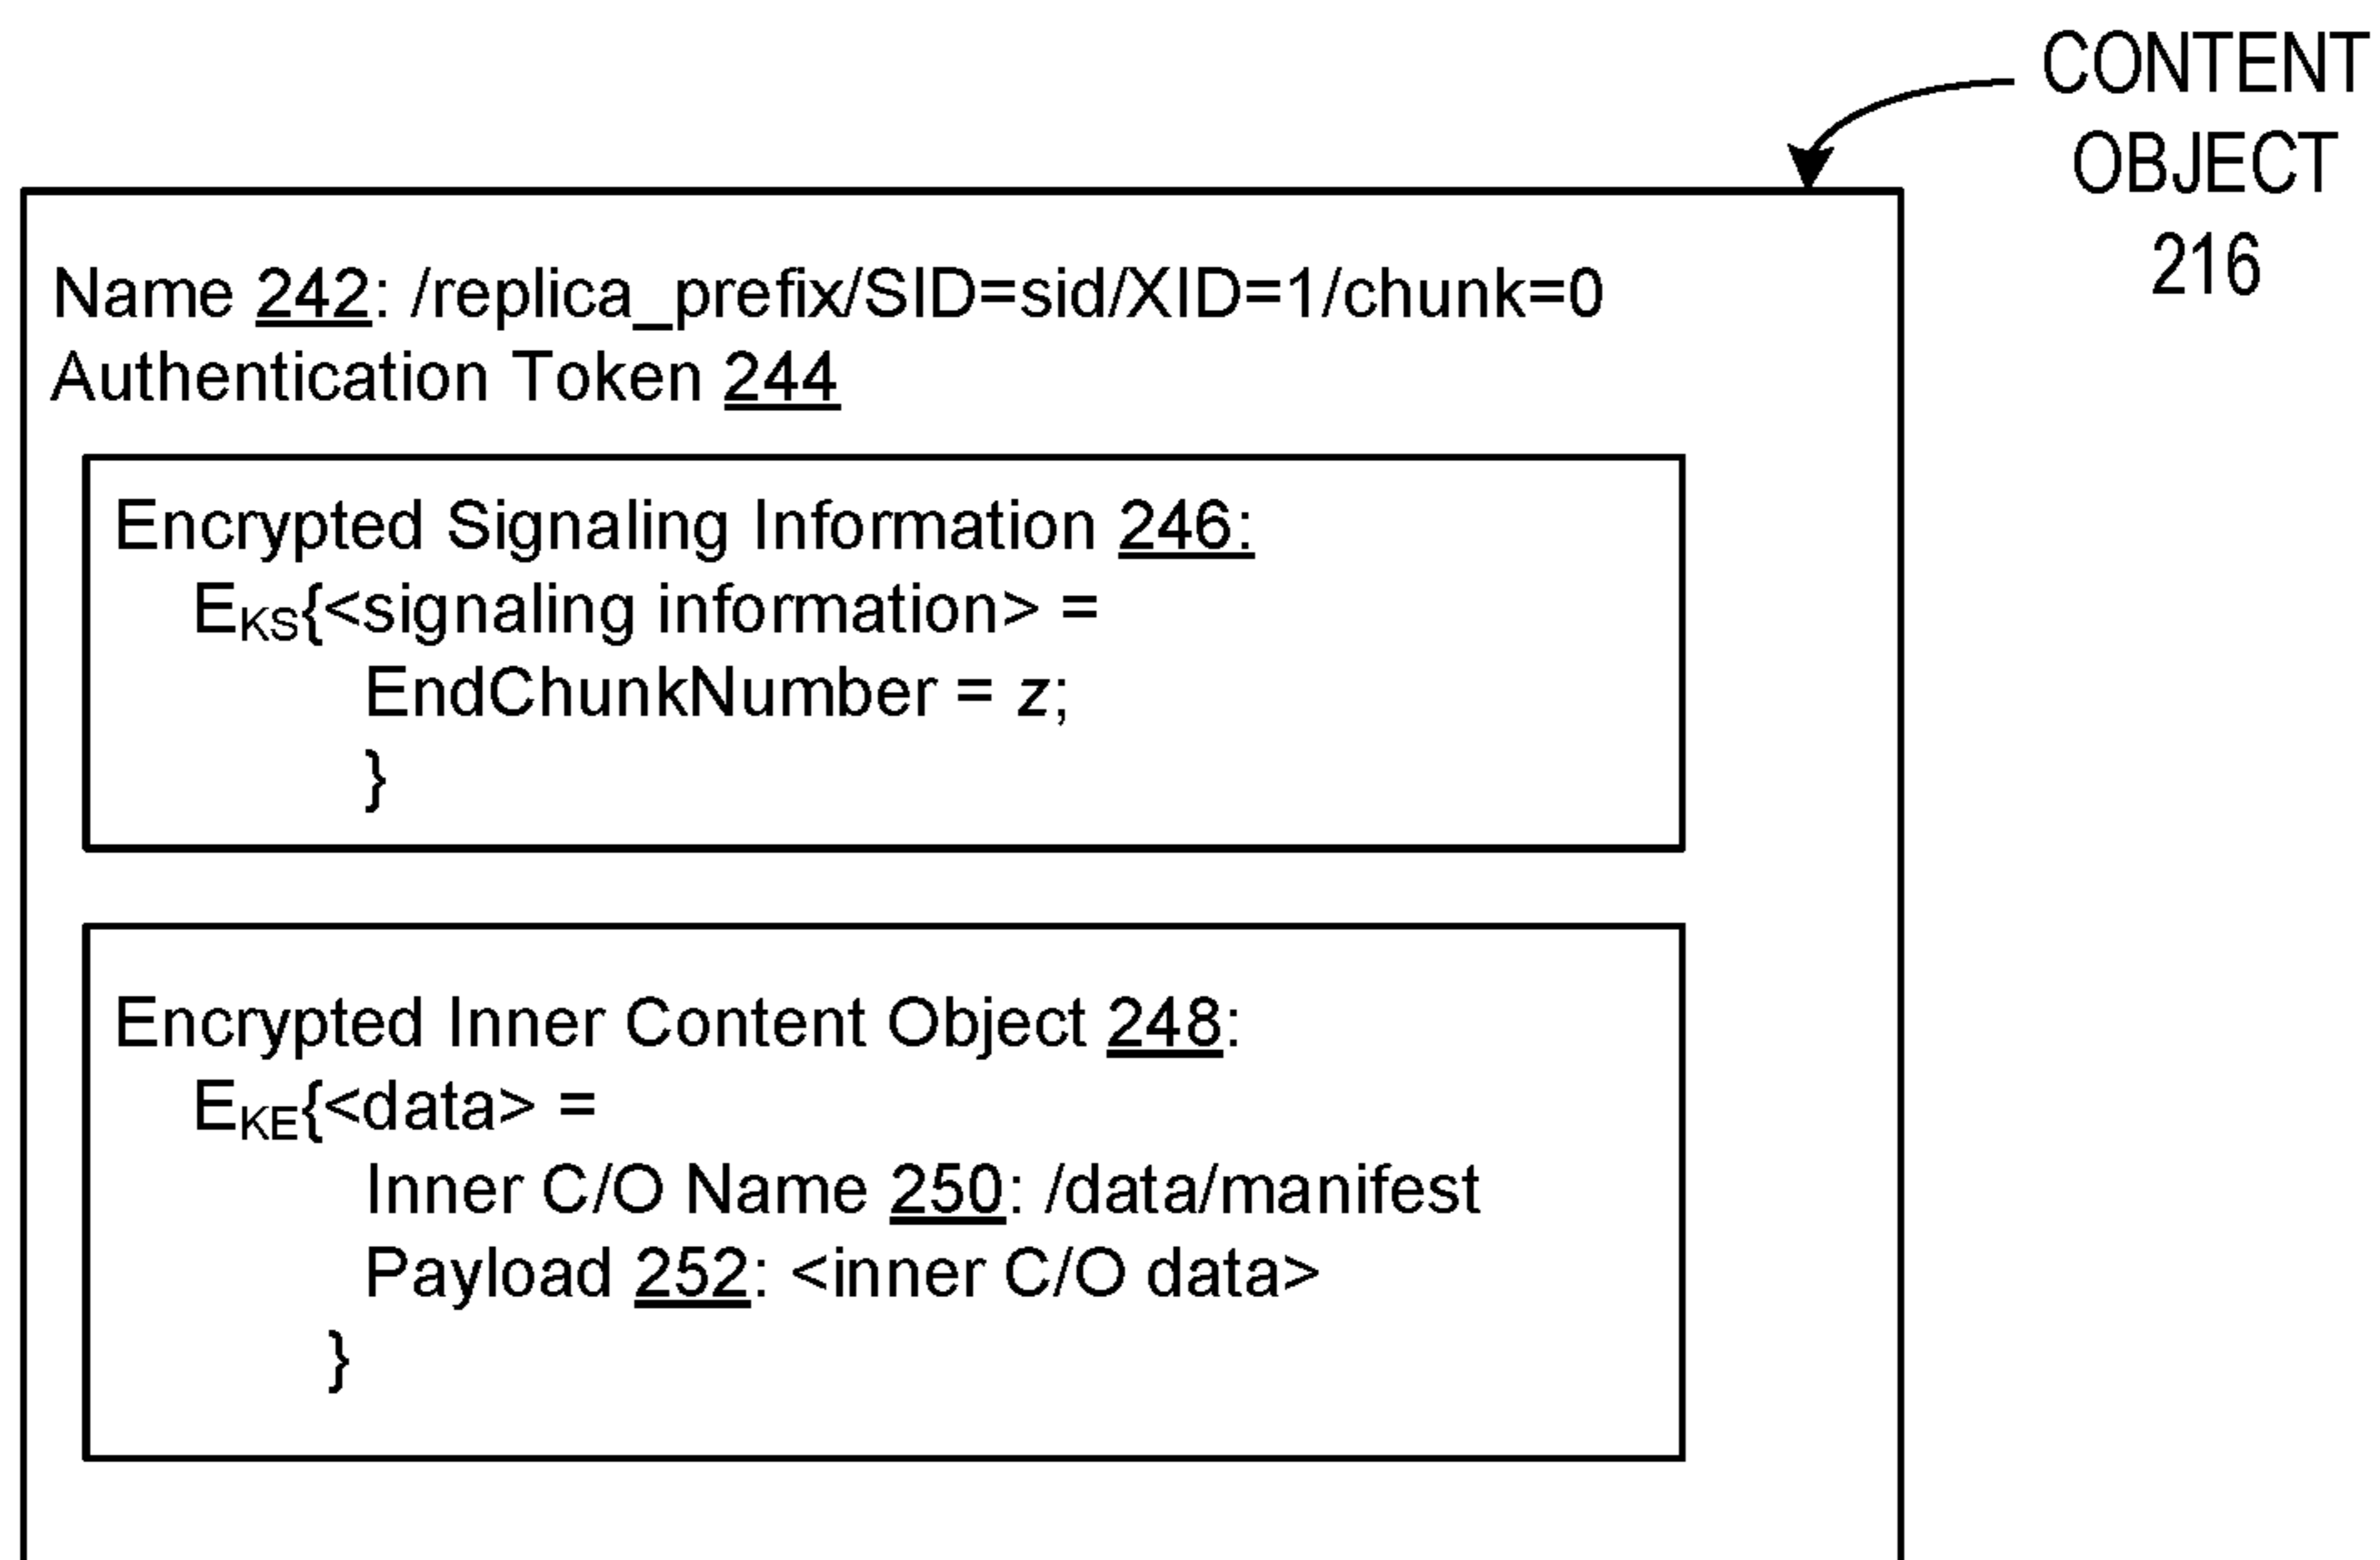 CONTENT
OBJECT
216
Name 242: /replica_prefix/SID=sid/XID=1/chunk=0
Authentication Token 244
Encrypted Signaling Information 246:
EKS{<signaling information> =
EndChunkNumber = z;
}
Encrypted Inner Content Object 248:
EKE{<data> =
Inner C/O Name 250: /data/manifest
Payload 252: <inner C/O data>
}